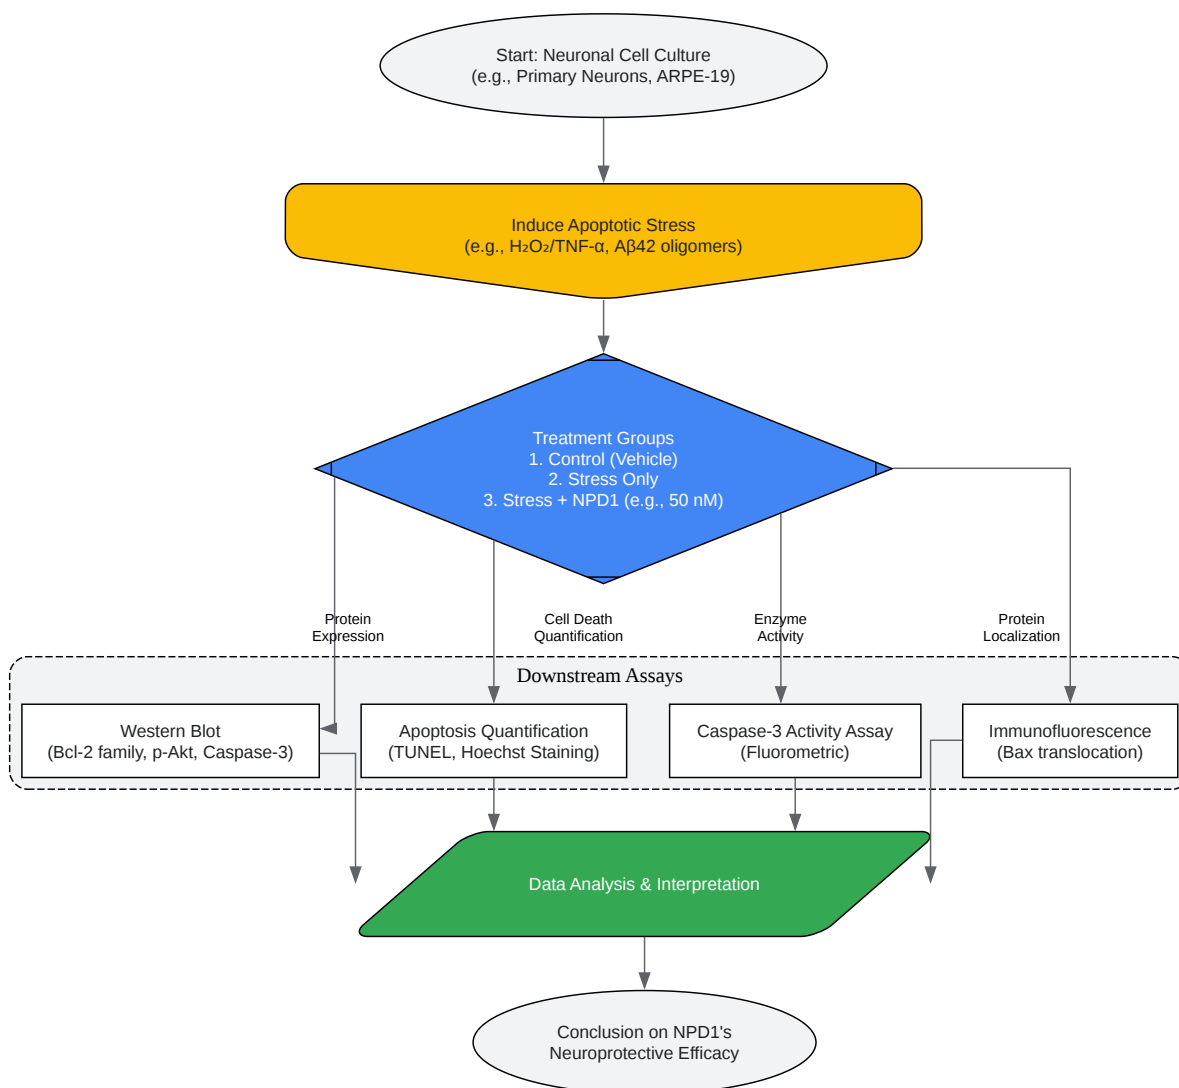 Start: Neuronal Cell Culture
(e.g., Primary Neurons, ARPE-19)
Induce Apoptotic Stress
(e.g., H₂O₂/TNF-α, Aβ42 oligomers)
Treatment Groups
1. Control (Vehicle)
2. Stress Only
3. Stress + NPD1 (e.g., 50 nM)
Protein
Expression
Cell Death
Quantification
Enzyme
Activity
Protein
Localization
Downstream Assays
Western Blot
(Bcl-2 family, p-Akt, Caspase-3)
Apoptosis Quantification
(TUNEL, Hoechst Staining)
Caspase-3 Activity Assay
(Fluorometric)
Immunofluorescence
(Bax translocation)
Data Analysis & Interpretation
Conclusion on NPD1's
Neuroprotective Efficacy